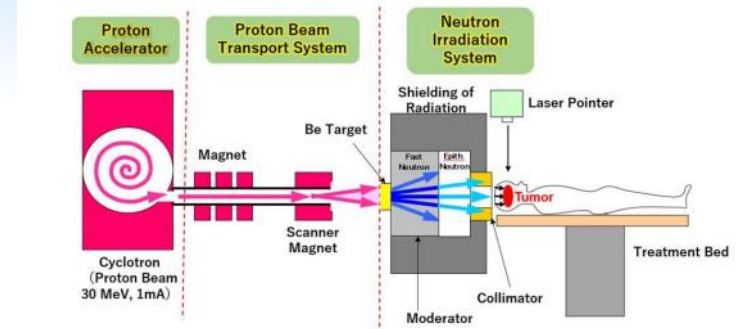 Proton
Accelerator
Proton Beam
Transport System
Neutron
Irradiation
System
Shielding of
Radiation
Laser Pointer
Be Target
Magnet
Fast
Neutron
Epith.
Neutron
Tumor
Scanner
Magnet
Cyclotron
(Proton Beam
30 MeV, 1mA)
Treatment Bed
Collimator
Moderator